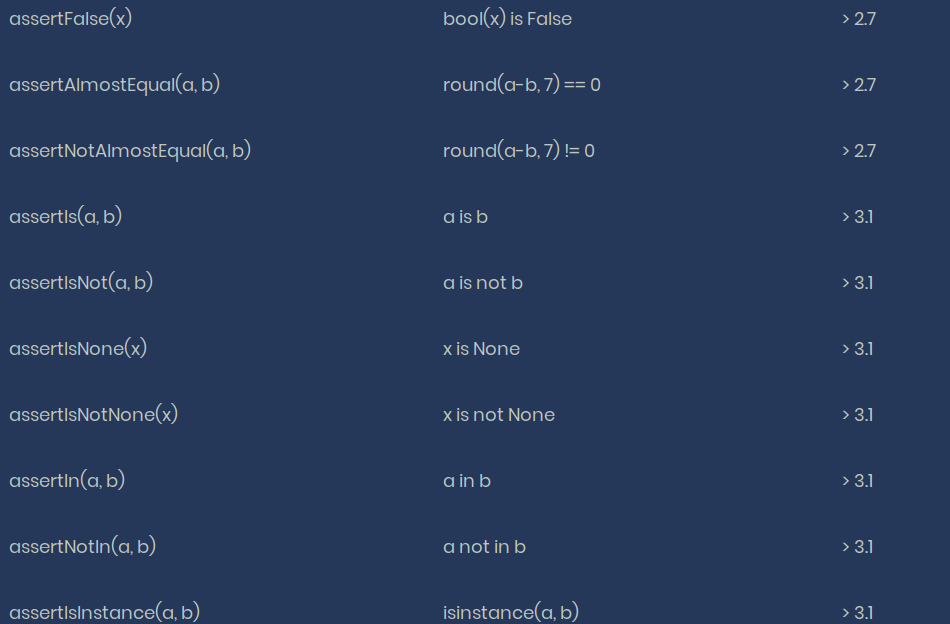 assertFalse(x) bool(x) is False > 2.7
assertAlmostEqual(a, b) round(a-b, 7) == 0 > 2.7
assertNotAlmostEqual(a, b) round(a-b, 7) != 0 > 2.7
assertIs(a, b) a is b > 3.1
assertIsNot(a, b) a is not b > 3.1
assertIsNone(x) x is None > 3.1
assertIsNotNone(x) x is not None > 3.1
assertIn(a, b) a in b > 3.1
assertNotIn(a, b) a not in b > 3.1
assertIsInstance(a, b) isinstance(a, b) > 3.1